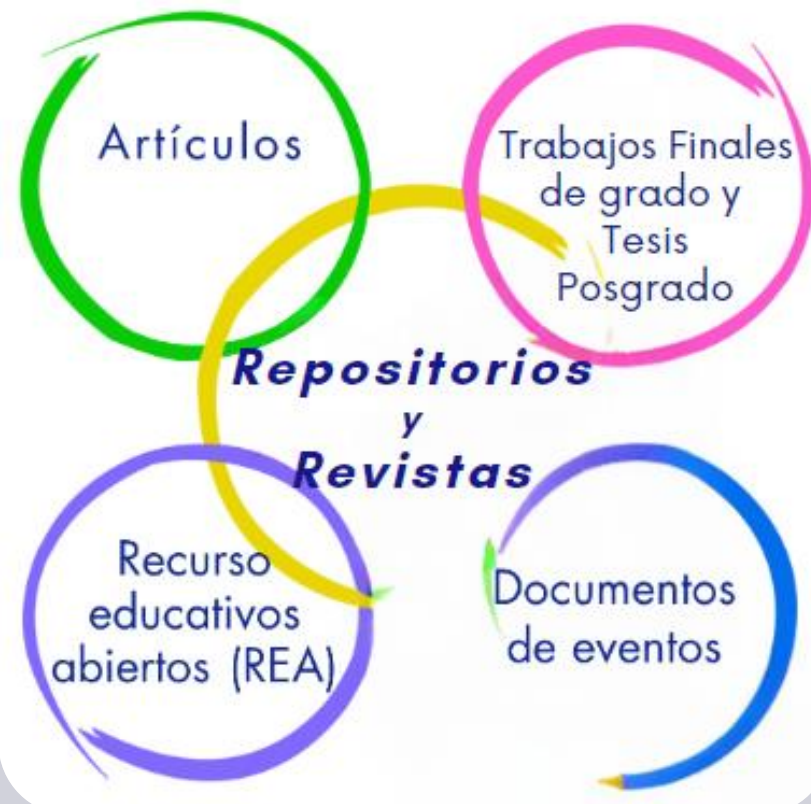 Artículos
Trabajos Finales
de grado y
Tesis
Posgrado
Repositorios
y
Revistas
Recurso
educativos
abiertos (REA)
Documentos
de eventos